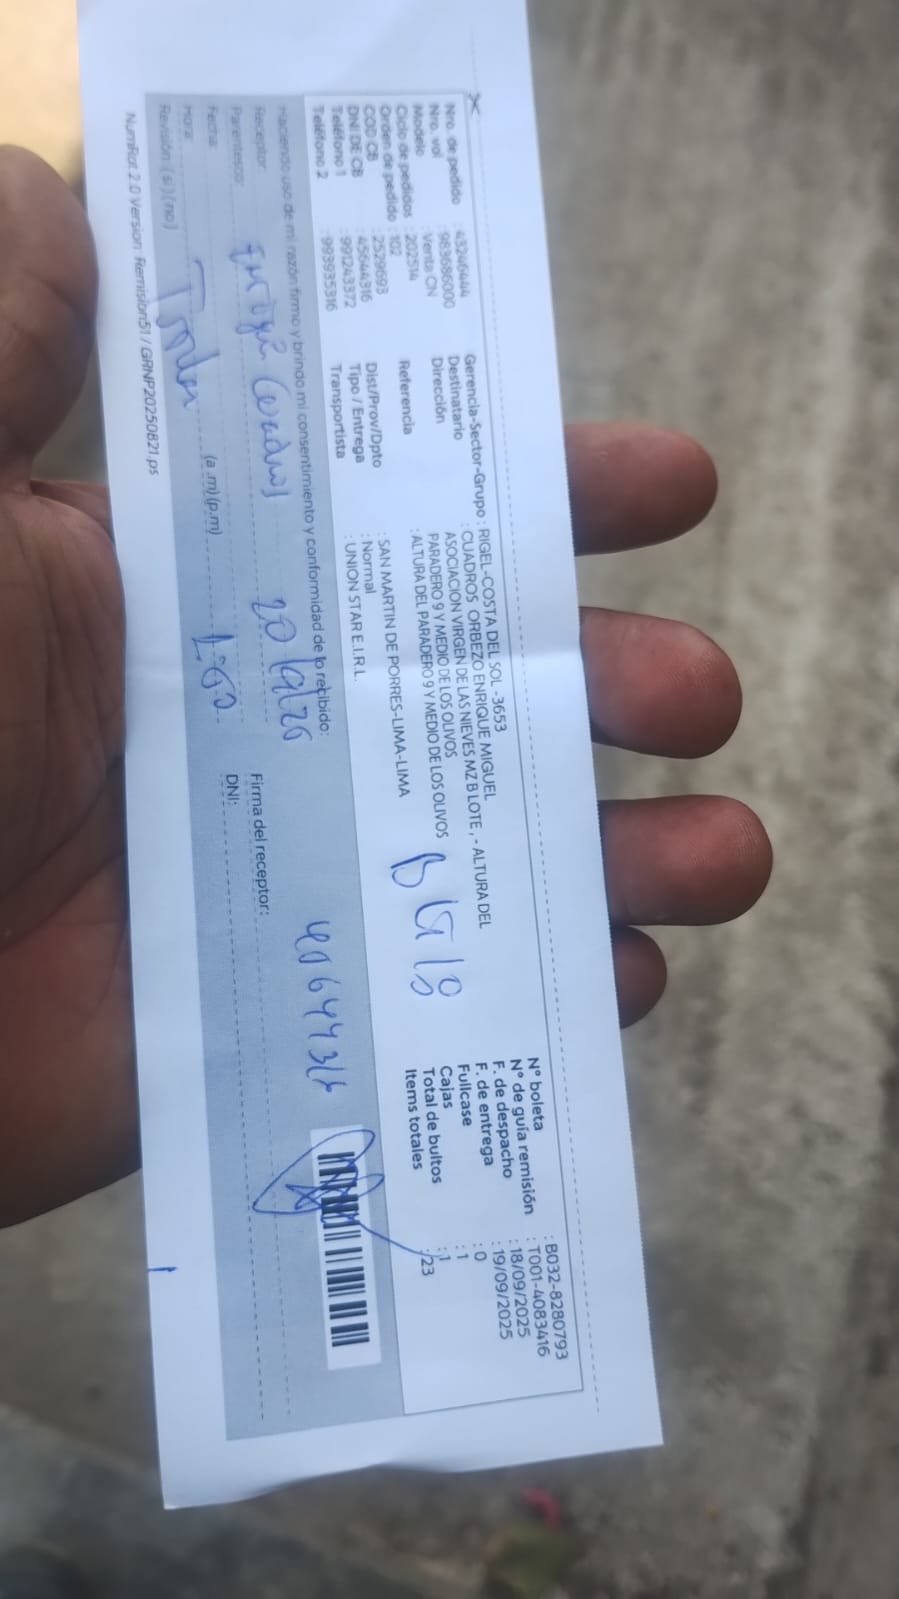 Nro. de pedido : 43246444
Nro. vol : 983686000
Modelo : Venta CN
Ciclo de pedidos : 202514
Orden de pedido : 102
COD CB : 2529693
DNI DE CB : 45644316
Teléfono 1 : 991243372
Teléfono 2 : 993935316
Gerencia-Sector-Grupo : RIGEL-COSTA DEL SOL -3653
Destinatario : CUADROS ORBEZO ENRIQUE MIGUEL
Dirección ASOCIACION VIRGEN DE LAS NIEVES MZ B LOTE , - ALTURA DEL
PARADERO 9 Y MEDIO DE LOS OLIVOS
Referencia : ALTURA DEL PARADERO 9 Y MEDIO DE LOS OLIVOS
Dist/Prov/Dpto : SAN MARTIN DE PORRES-LIMA-LIMA
Tipo / Entrega : Normal
Transportista : UNION STAR E.I.R.L.
B
N° boleta : B032-8280793
N° de guía remisión : T001-4083416
F. de despacho : 18/09/2025
F. de entrega : 19/09/2025
Fullcase : 0
Cajas : 1
Total de bultos : 1
Items totales : 23
Haciendo uso de mi razón firmo y brindo mi consentimiento y conformidad de lo recibido:
Receptor: Cuadros
Parentesco:
Fecha:
Hora: (a.m) (p.m)
Revisión (si) (no)
Firma del receptor:
DNI:
NumRot 2.0 Version: Remision51 / GRNP20250821.ps